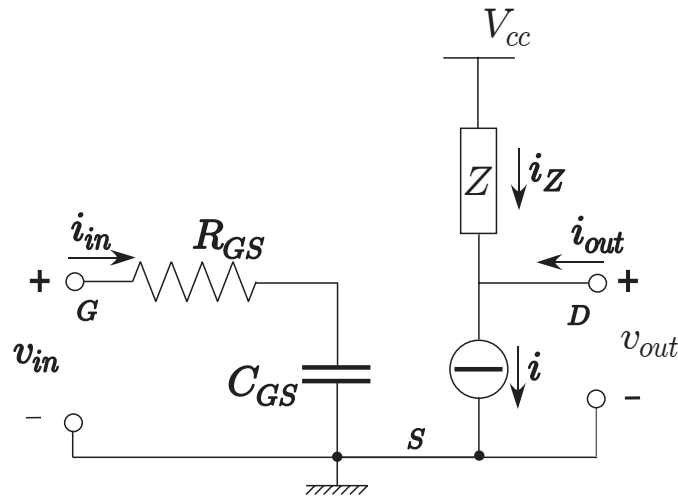 V_cc
Z
i_Z
i_in
R_GS
i_out
+
G
D
+
v_in
C_GS
i
v_out
−
-
S